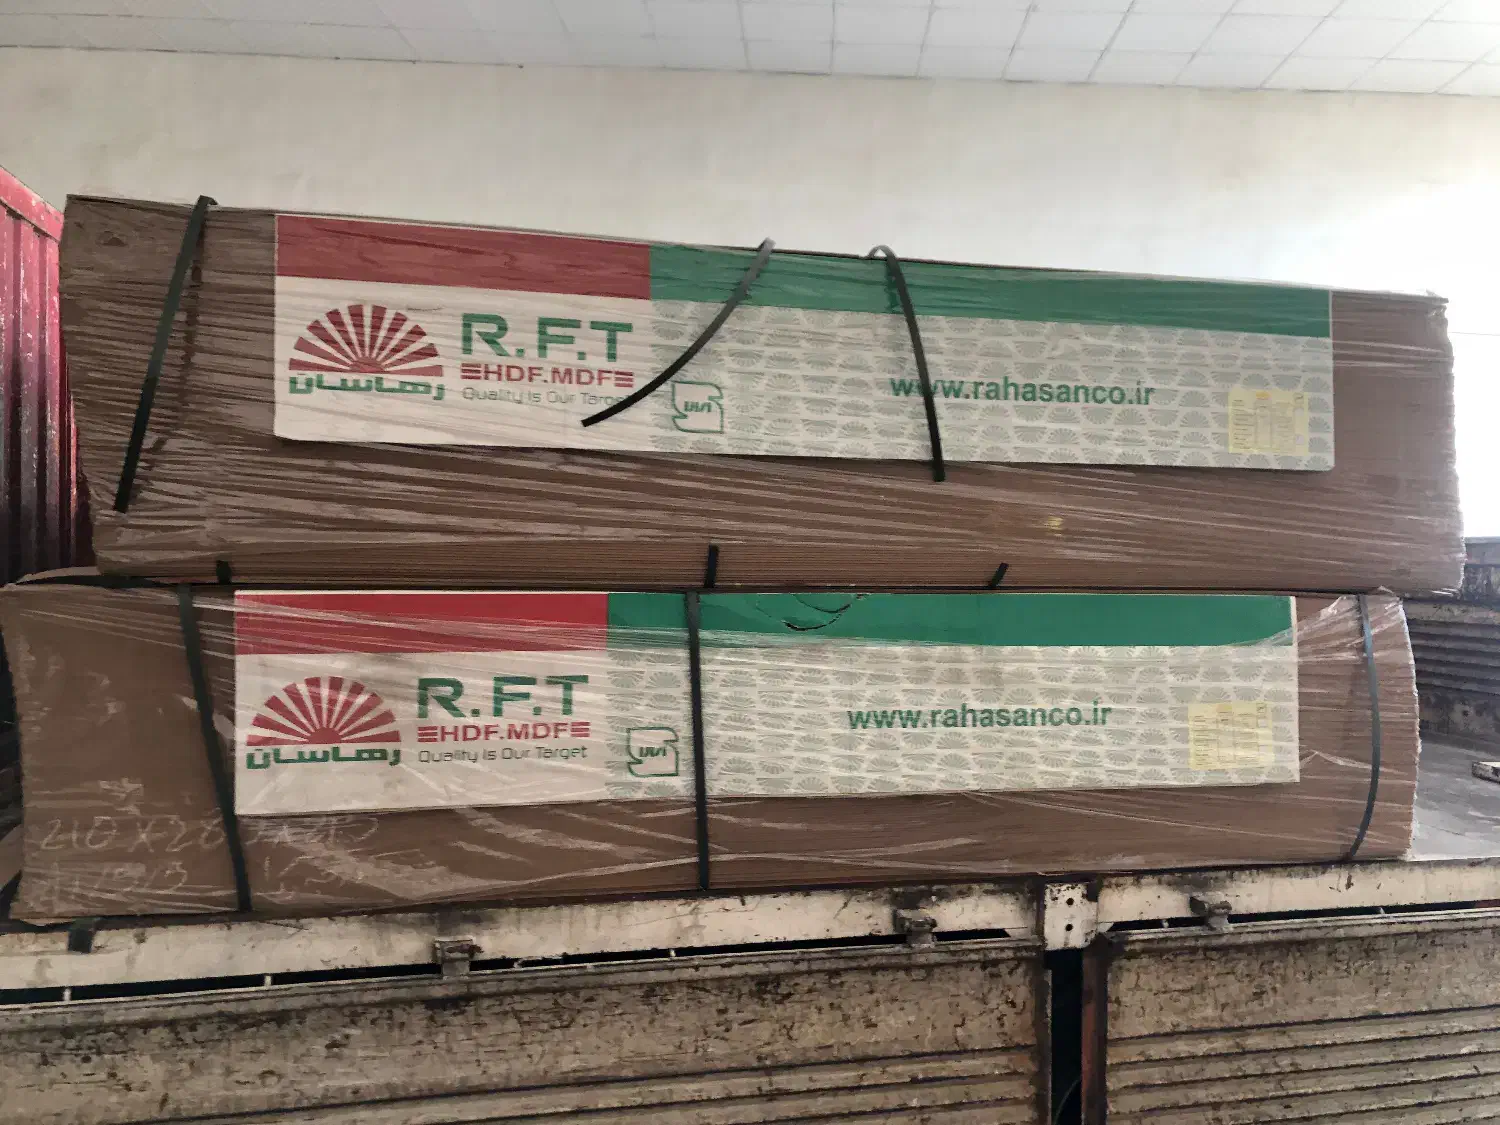 R.F.T
HDF.MDF
رهاسان
Quality Is Our Targe
www.rahasanco.ir
R.F.T
HDF.MDF
رهاسان
Quality Is Our Target
www.rahasanco.ir